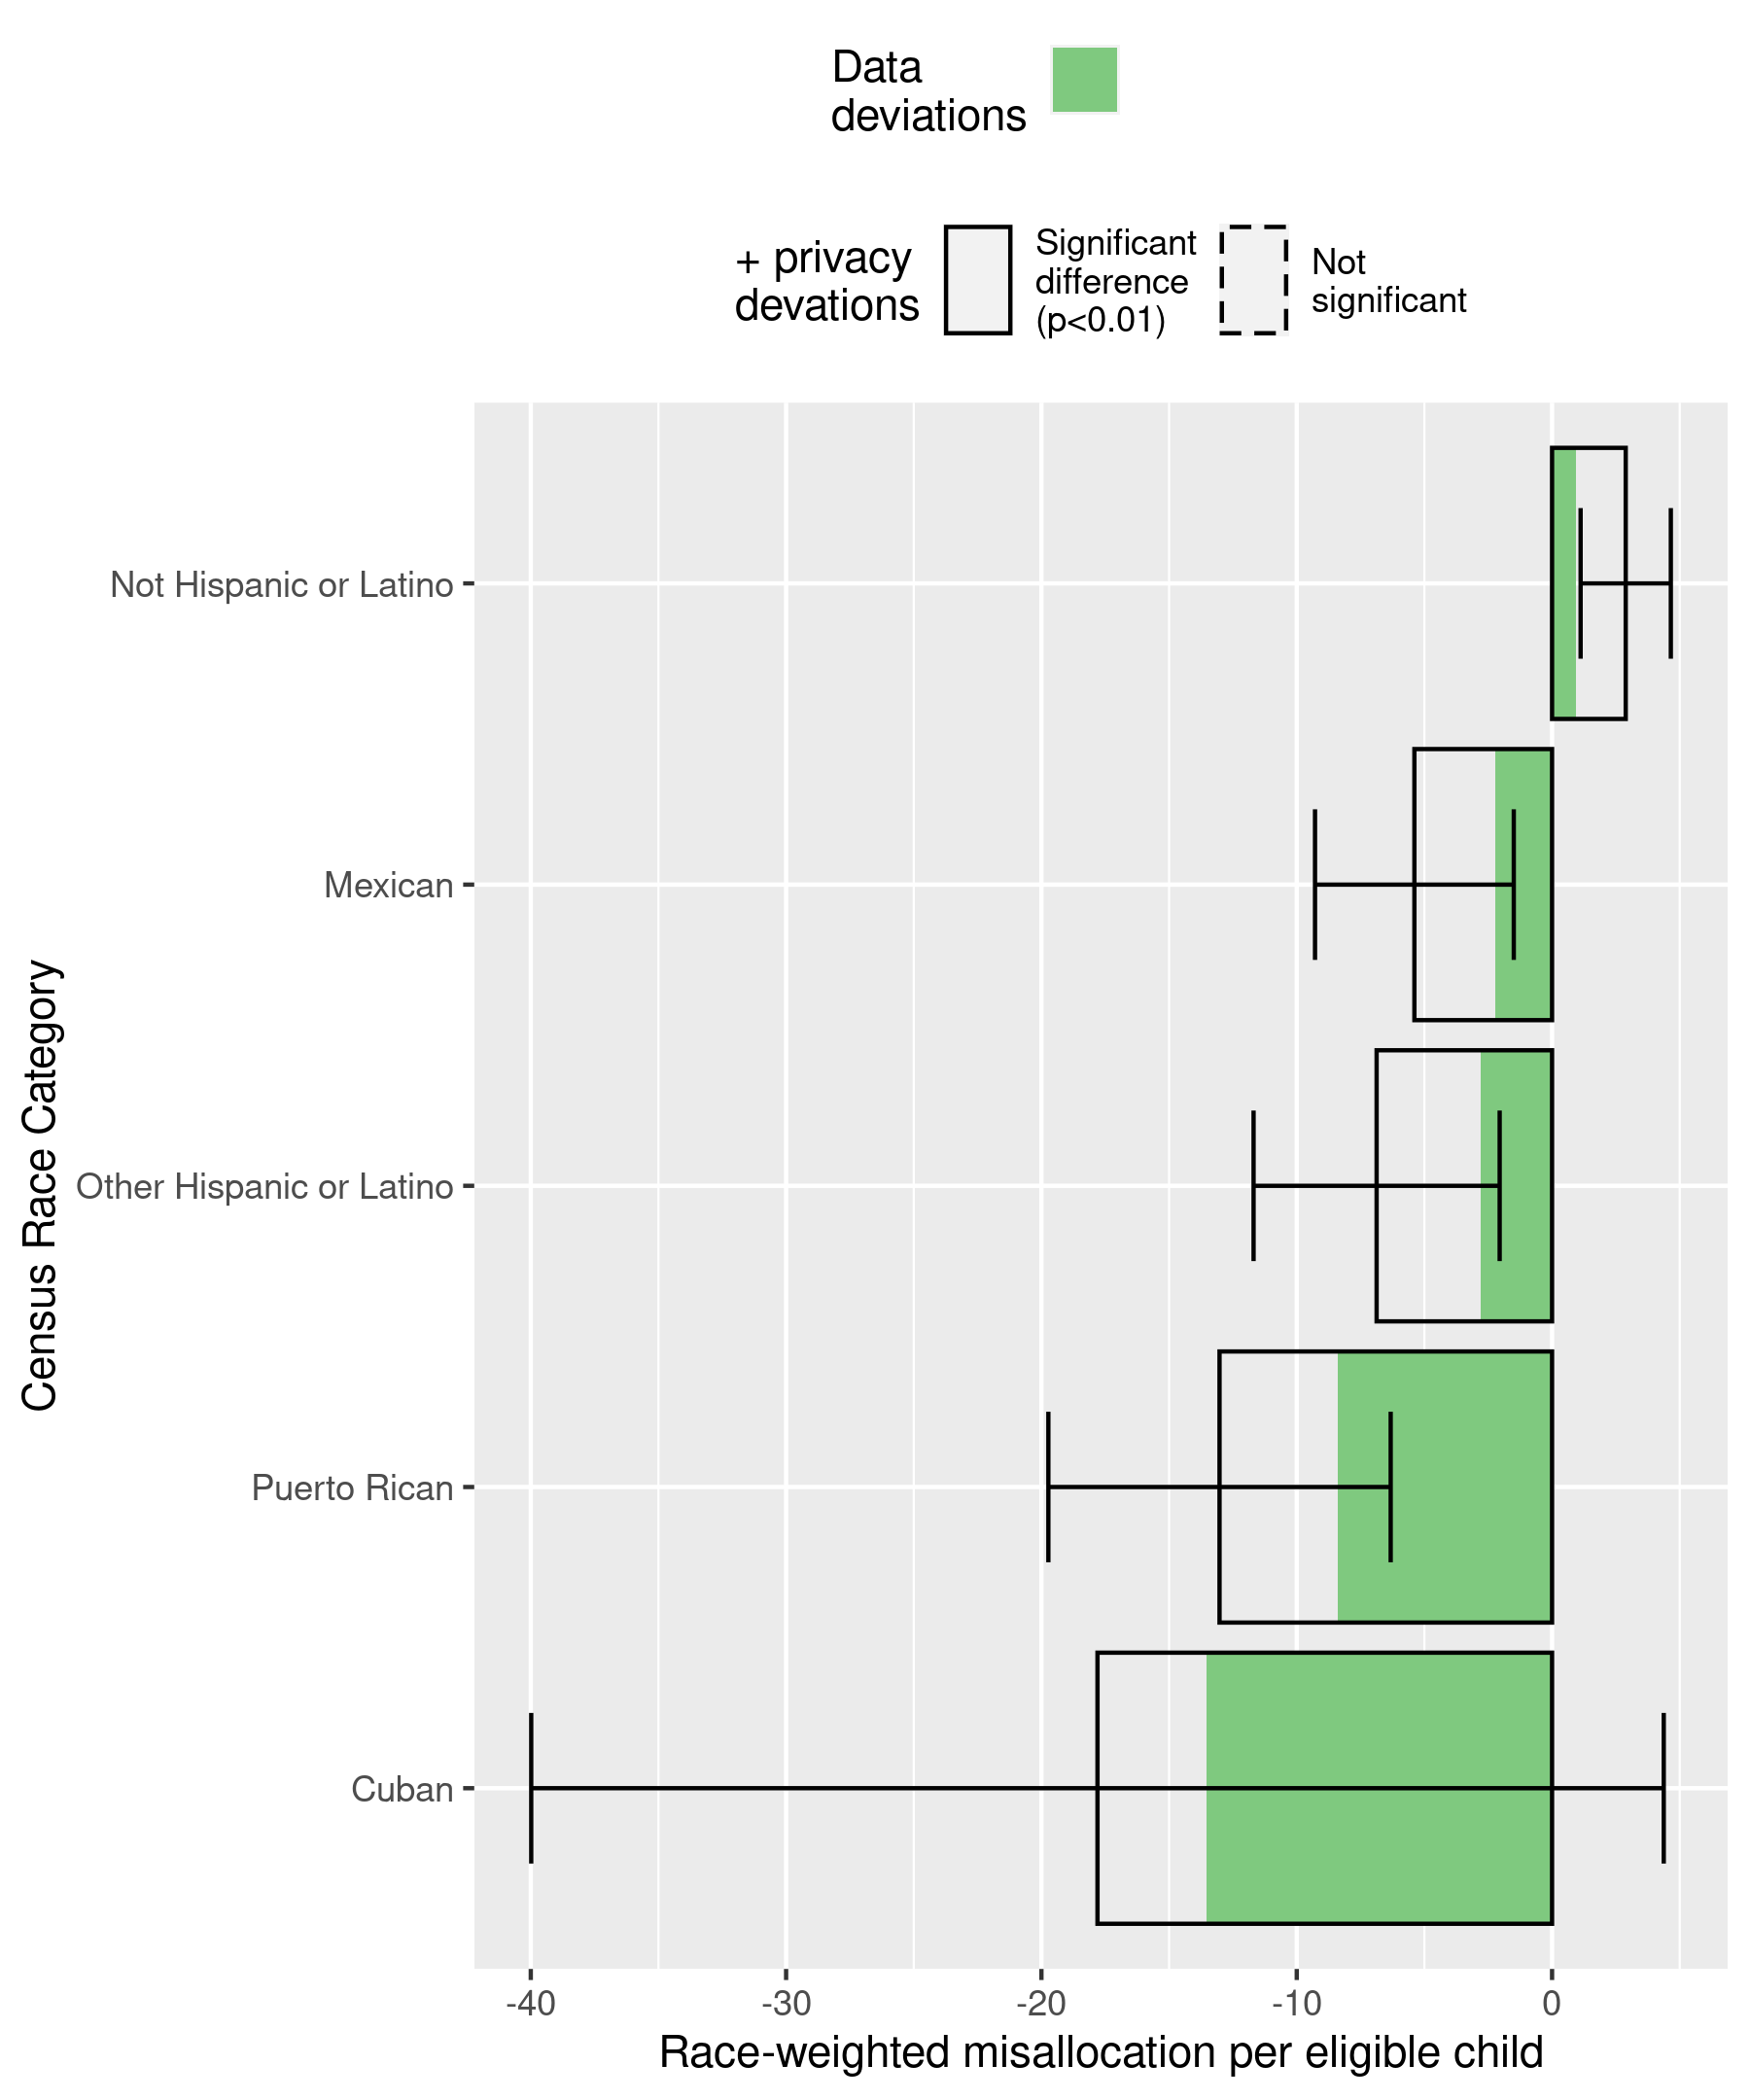 Data
deviations
+ privacy
devations
Significant
difference
(p<0.01)
Not
significant
Not Hispanic or Latino
Mexican
Other Hispanic or Latino
Puerto Rican
Cuban
Census Race Category
-40
-30
-20
-10
0
Race-weighted misallocation per eligible child